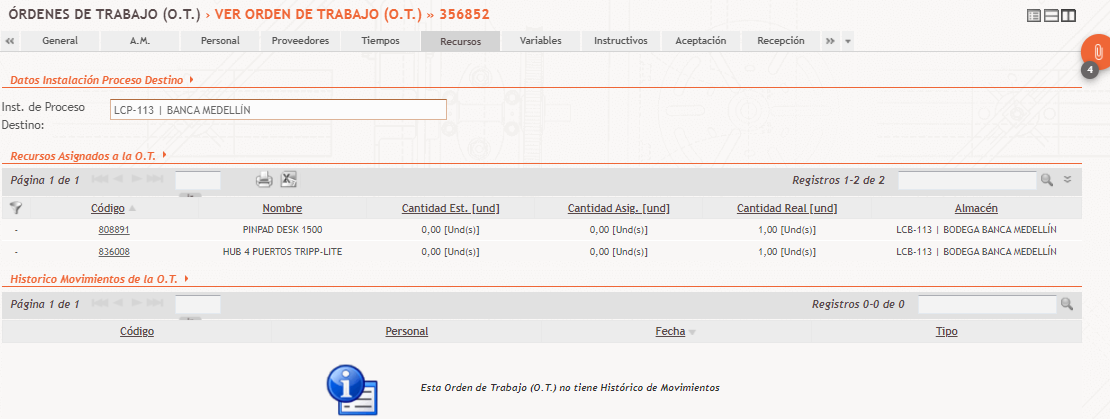 ÓRDENES DE TRABAJO (O.T.) › VER ORDEN DE TRABAJO (O.T.) » 356852
General A.M. Personal Proveedores Tiempos Recursos Variables Instructivos Aceptación Recepción
4
Datos Instalación Proceso Destino
Inst. de Proceso Destino: LCP-113 | BANCA MEDELLÍN
Recursos Asignados a la O.T.
Página 1 de 1 Registros 1-2 de 2
Código Nombre Cantidad Est. [und] Cantidad Asig. [und] Cantidad Real [und] Almacén
- 808891 PINPAD DESK 1500 0,00 [Und(s)] 0,00 [Und(s)] 1,00 [Und(s)] LCB-113 | BODEGA BANCA MEDELLÍN
- 836008 HUB 4 PUERTOS TRIPP-LITE 0,00 [Und(s)] 0,00 [Und(s)] 1,00 [Und(s)] LCB-113 | BODEGA BANCA MEDELLÍN
Historico Movimientos de la O.T.
Página 1 de 1 Registros 0-0 de 0
Código Personal Fecha Tipo
Esta Orden de Trabajo (O.T.) no tiene Histórico de Movimientos